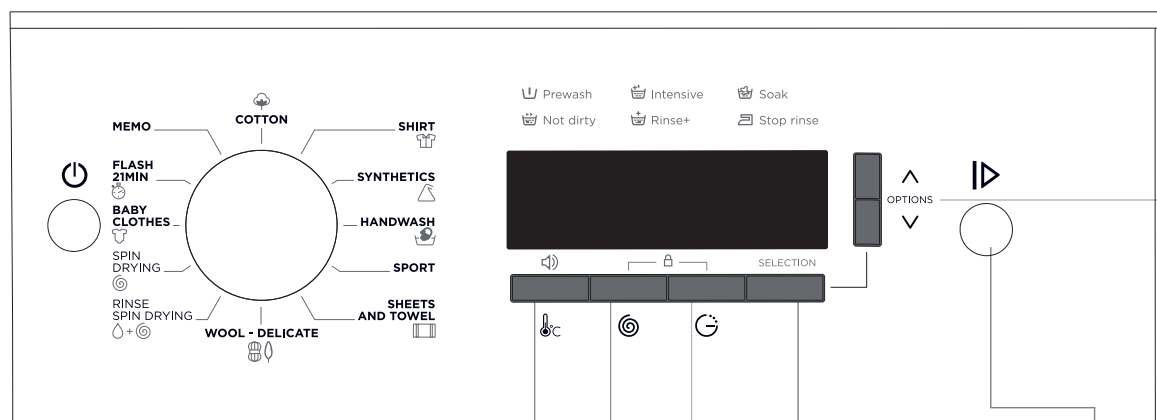 COTTON
MEMO
SHIRT
FLASH
21MIN
SYNTHETICS
BABY
CLOTHES
HANDWASH
SPIN
DRYING
SPORT
RINSE
SPIN DRYING
SHEETS
AND TOWEL
WOOL - DELICATE
Prewash
Intensive
Soak
Not dirty
Rinse+
Stop rinse
OPTIONS
SELECTION
°C